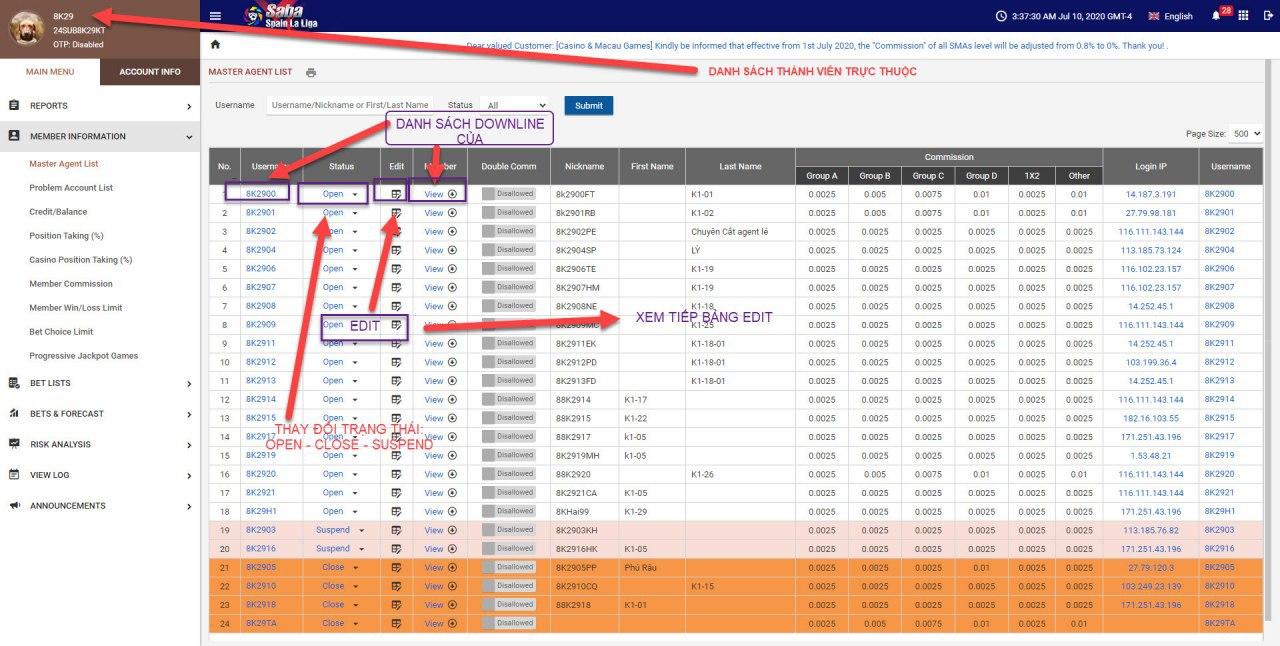 8K29
24SUB8K29KT
OTP: Disabled
Saba
Spain La Liga
3:37:30 AM Jul 10, 2020 GMT-4
English
28
Dear valued Customer: [Casino & Macau Games] Kindly be informed that effective from 1st July 2020, the "Commission" of all SMAs level will be adjusted from 0.8% to 0%. Thank you! .
MAIN MENU
ACCOUNT INFO
REPORTS
MEMBER INFORMATION
Master Agent List
Problem Account List
Credit/Balance
Position Taking (%)
Casino Position Taking (%)
Member Commission
Member Win/Loss Limit
Bet Choice Limit
Progressive Jackpot Games
BET LISTS
BETS & FORECAST
RISK ANALYSIS
VIEW LOG
ANNOUNCEMENTS
MASTER AGENT LIST
DANH SÁCH THÀNH VIÊN TRỰC THUỘC
Username Username/Nickname or First/Last Name Status All Submit
DANH SÁCH DOWNLINE
CỦA
Page Size: 500
No. Status Edit Double Comm Nickname First Name Last Name Commission Login IP Username
Group A Group B Group C Group D 1X2 Other
8K2900 Open View Disallowed 8k2900FT K1-01 0.0025 0.005 0.0075 0.01 0.0025 0.01 14.187.3.191 8K2900
2 8K2901 Open View Disallowed 8k2901RB K1-02 0.0025 0.005 0.0075 0.01 0.0025 0.01 27.79.98.181 8K2901
3 8K2902 Open View Disallowed 8K2902PE Chuyên Cắt agent lẻ 0.0025 0.0025 0.0025 0.0025 0.0025 0.0025 116.111.143.144 8K2902
4 8K2904 Open View Disallowed 8K2904SP LÝ 0.0025 0.0025 0.0025 0.0025 0.0025 0.0025 113.185.73.124 8K2904
5 8K2906 Open View Disallowed 8K2906TE K1-19 0.0025 0.0025 0.0025 0.0025 0.0025 0.0025 116.102.23.157 8K2906
6 8K2907 Open View Disallowed 8K2907HM K1-19 0.0025 0.0025 0.0025 0.0025 0.0025 0.0025 116.102.23.157 8K2907
7 8K2908 Open View Disallowed 8K2908NE K1-18 0.0025 0.0025 0.0025 0.0025 0.0025 0.0025 14.252.45.1 8K2908
8 8K2909 Open Disallowed 8K2909MC K1-25 0.0025 0.0025 0.0025 0.0025 0.0025 0.0025 116.111.143.144 8K2909
EDIT
XEM TIẾP BẢNG EDIT
9 8K2911 Open View Disallowed 8K2911EK K1-18-01 0.0025 0.0025 0.0025 0.0025 0.0025 0.0025 14.252.45.1 8K2911
10 8K2912 Open View Disallowed 8K2912PD K1-18-01 0.0025 0.0025 0.0025 0.0025 0.0025 0.0025 103.199.36.4 8K2912
11 8K2913 Open View Disallowed 8K2913FD K1-18-01 0.0025 0.0025 0.0025 0.0025 0.0025 0.0025 14.252.45.1 8K2913
12 8K2914 Open View Disallowed 88K2914 K1-17 0.0025 0.0025 0.0025 0.0025 0.0025 0.0025 116.111.143.144 8K2914
13 8K2915 Open View Disallowed 88K2915 K1-22 0.0025 0.0025 0.0025 0.0025 0.0025 0.0025 182.16.103.55 8K2915
THAY ĐỔI TRẠNG THÁI:
OPEN - CLOSE - SUSPEND
14 8K2917 Open View Disallowed 88K2917 k1-05 0.0025 0.0025 0.0025 0.0025 0.0025 0.0025 171.251.43.196 8K2917
15 8K2919 Open View Disallowed 8K2919MH k1-05 0.0025 0.0025 0.0025 0.0025 0.0025 0.0025 1.53.48.21 8K2919
16 8K2920 Open View Disallowed 88K2920 K1-26 0.0025 0.005 0.0075 0.01 0.0025 0.01 116.111.143.144 8K2920
17 8K2921 Open View Disallowed 8K2921CA K1-05 0.0025 0.0025 0.0025 0.0025 0.0025 0.0025 116.111.143.144 8K2921
18 8K29H1 Open View Disallowed 8KHai99 K1-29 0.0025 0.0025 0.0025 0.0025 0.0025 0.0025 171.251.43.196 8K29H1
19 8K2903 Suspend View Disallowed 8K2903KH 0.0025 0.0025 0.0025 0.0025 0.0025 0.0025 113.185.76.82 8K2903
20 8K2916 Suspend View Disallowed 8K2916HK K1-05 0.0025 0.0025 0.0025 0.0025 0.0025 0.0025 171.251.43.196 8K2916
21 8K2905 Close View Disallowed 8K2905PP Phú Râu 0.0025 0.005 0.0075 0.01 0.0025 0.0025 27.79.120.3 8K2905
22 8K2910 Close View Disallowed 8K2910CQ K1-15 0.0025 0.0025 0.0025 0.0025 0.0025 0.0025 103.249.23.139 8K2910
23 8K2918 Close View Disallowed 88K2918 K1-01 0.0025 0.0025 0.0025 0.0025 0.0025 0.0025 171.251.43.196 8K2918
24 8K29TA Close View Disallowed 0.0025 0.005 0.0075 0.01 0.0025 0.01 8K29TA